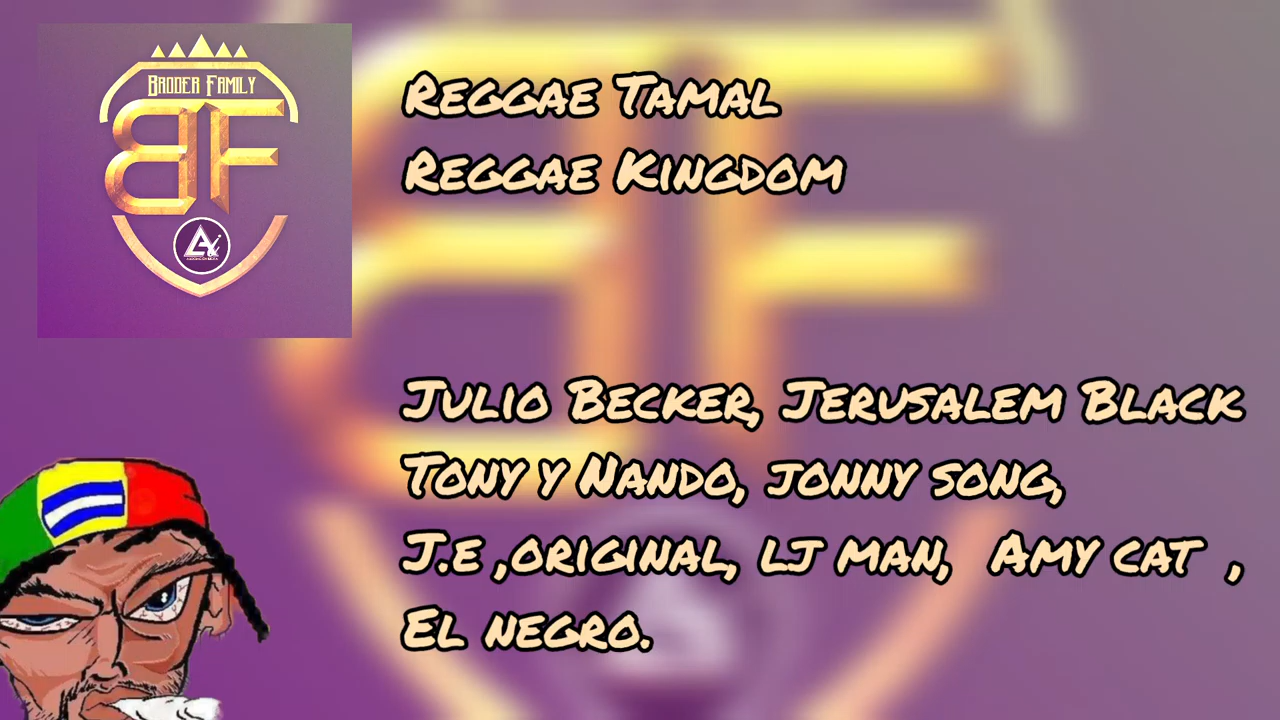 Broder Family
BF
Reggae Tamal
Reggae Kingdom
Julio Becker, Jerusalem Black
Tony y Nando, jonny song,
J.e ,original, lj man,  Amy cat  ,
El negro.